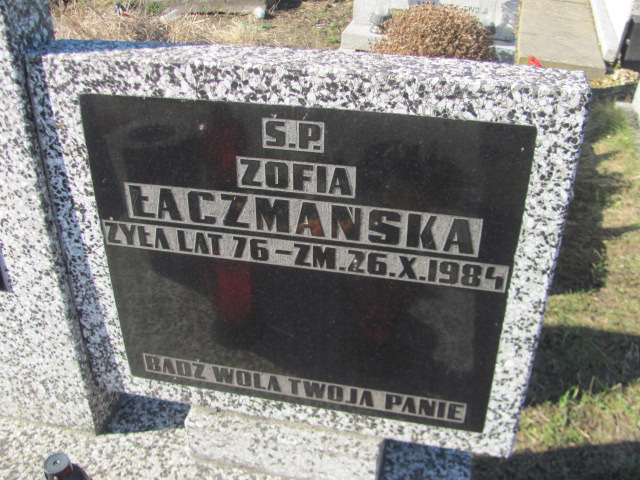 Ś.P.
ZOFIA
ŁACZMAŃSKA
ŻYŁA LAT 76-ZM.26.X.1984
BĄDŹ WOLA TWOJA PANIE